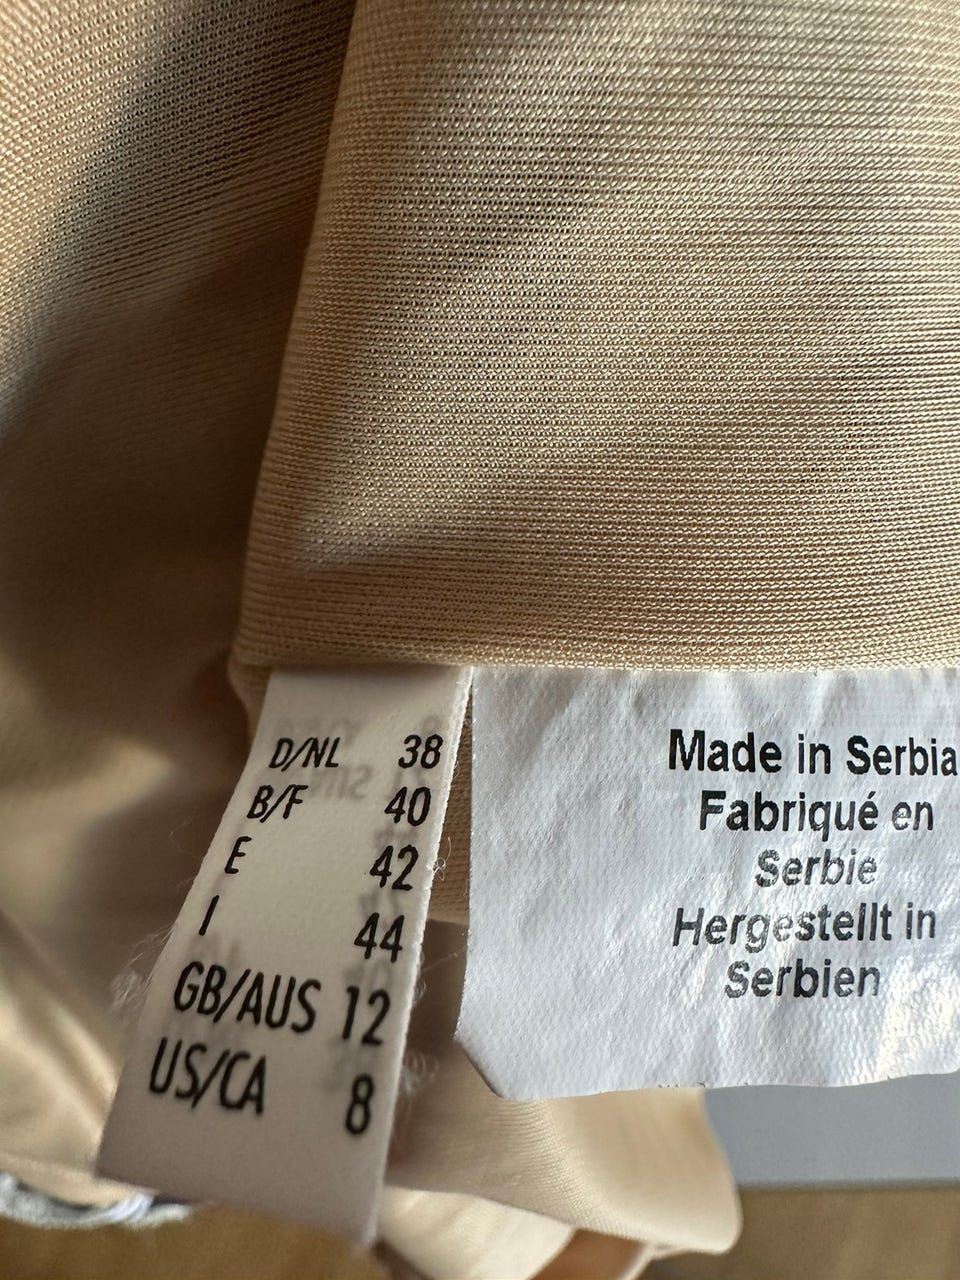 D/NL 38
B/F 40
E 42
I 44
GB/AUS 12
US/CA 8
Made in Serbia
Fabriqué en
Serbie
Hergestellt in
Serbien